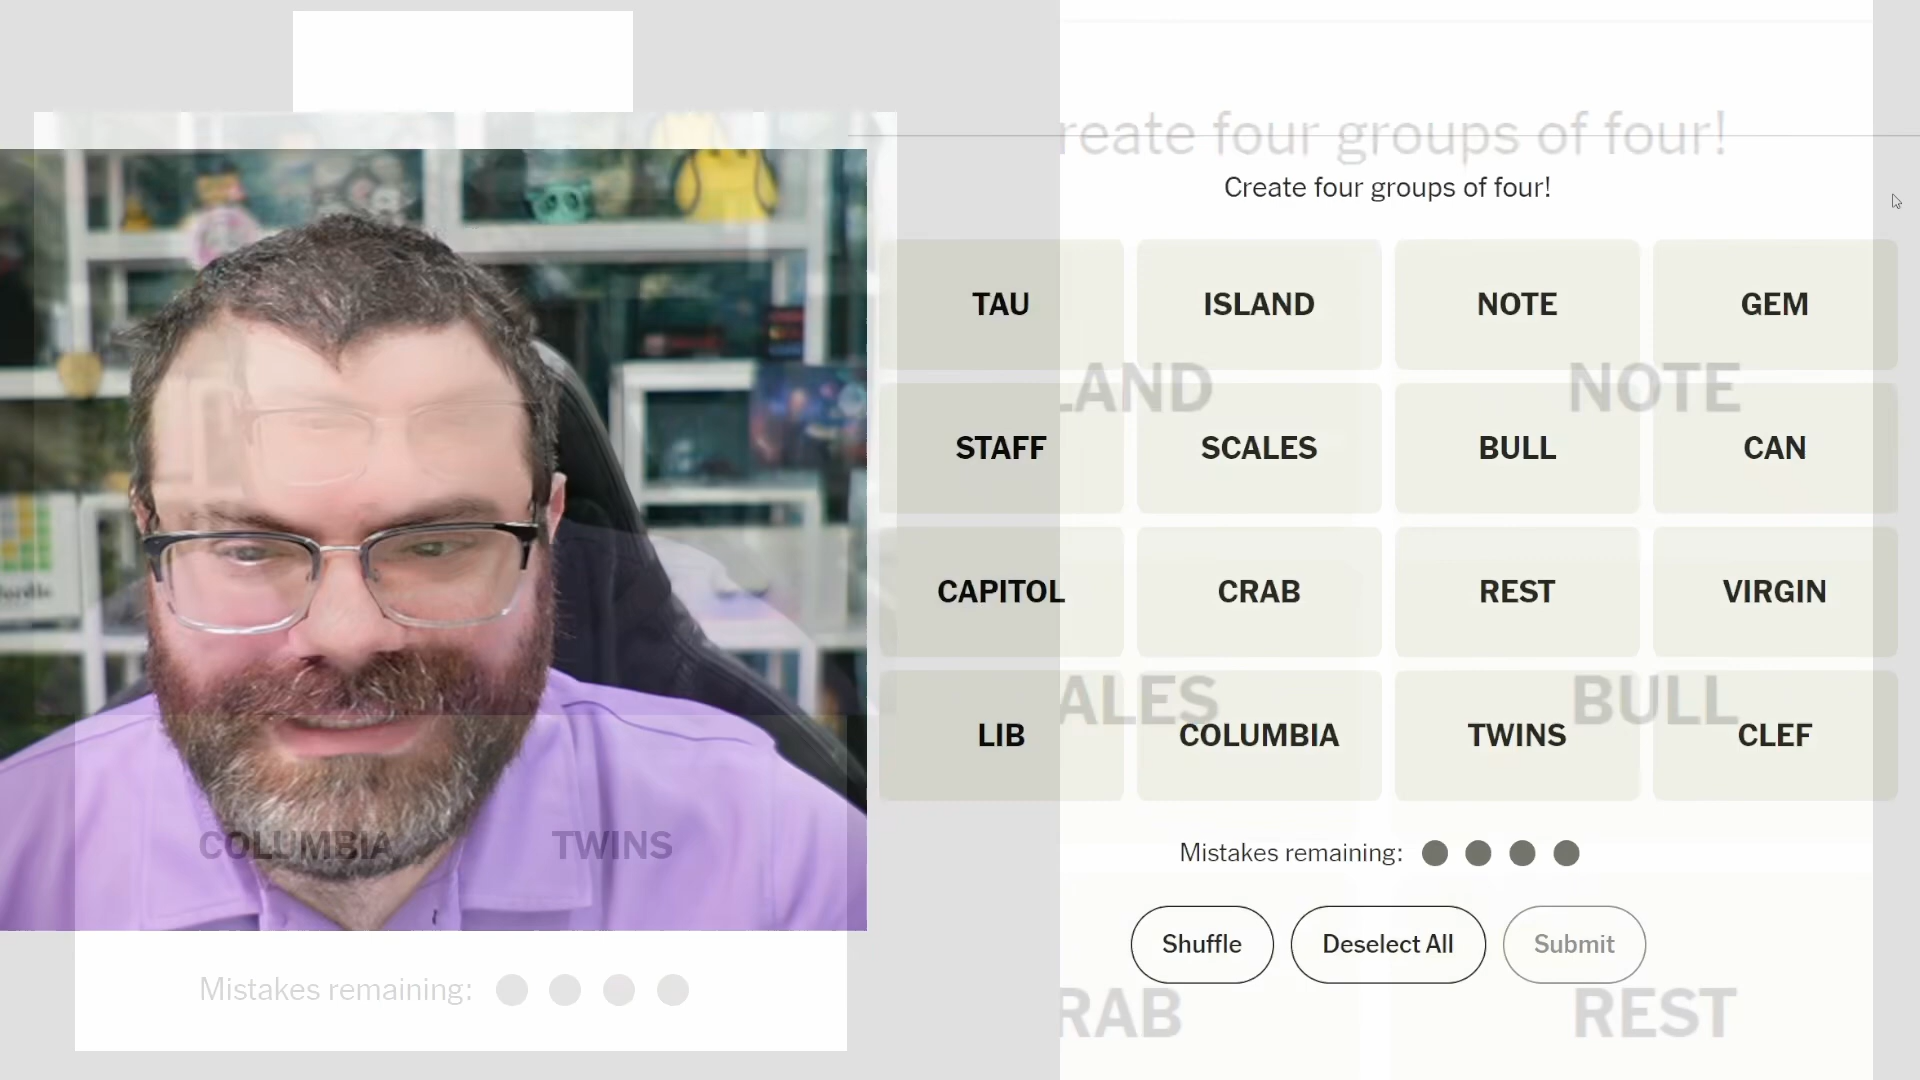 reate four groups of four!
Create four groups of four!
TAU ISLAND NOTE GEM
LAND NOTE
STAFF SCALES BULL CAN
CAPITOL CRAB REST VIRGIN
ALES BULL
LIB COLUMBIA TWINS CLEF
COLUMBIA TWINS
Mistakes remaining:
Shuffle Deselect All Submit
Mistakes remaining:
RAB REST